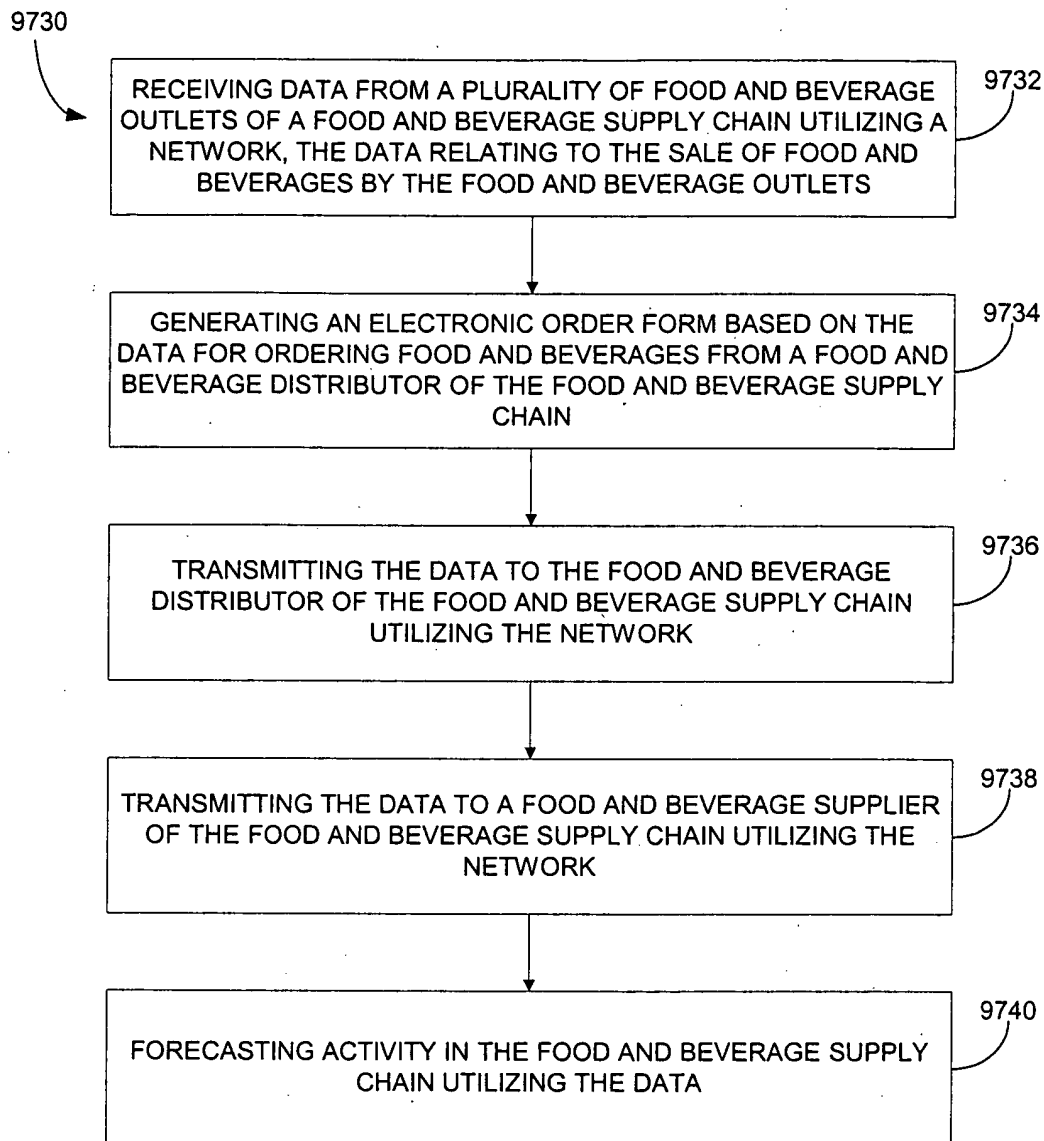 9730
RECEIVING DATA FROM A PLURALITY OF FOOD AND BEVERAGE
OUTLETS OF A FOOD AND BEVERAGE SUPPLY CHAIN UTILIZING A
NETWORK, THE DATA RELATING TO THE SALE OF FOOD AND
BEVERAGES BY THE FOOD AND BEVERAGE OUTLETS
9732
GENERATING AN ELECTRONIC ORDER FORM BASED ON THE
DATA FOR ORDERING FOOD AND BEVERAGES FROM A FOOD AND
BEVERAGE DISTRIBUTOR OF THE FOOD AND BEVERAGE SUPPLY
CHAIN
9734
TRANSMITTING THE DATA TO THE FOOD AND BEVERAGE
DISTRIBUTOR OF THE FOOD AND BEVERAGE SUPPLY CHAIN
UTILIZING THE NETWORK
9736
TRANSMITTING THE DATA TO A FOOD AND BEVERAGE SUPPLIER
OF THE FOOD AND BEVERAGE SUPPLY CHAIN UTILIZING THE
NETWORK
9738
FORECASTING ACTIVITY IN THE FOOD AND BEVERAGE SUPPLY
CHAIN UTILIZING THE DATA
9740